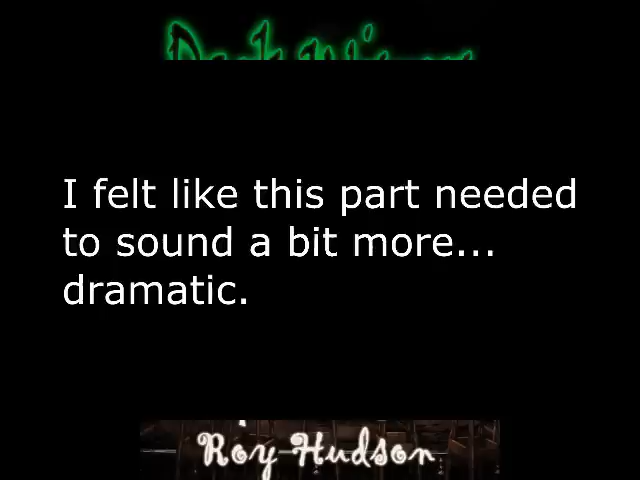 I felt like this part needed
to sound a bit more...
dramatic.
Roy Hudson